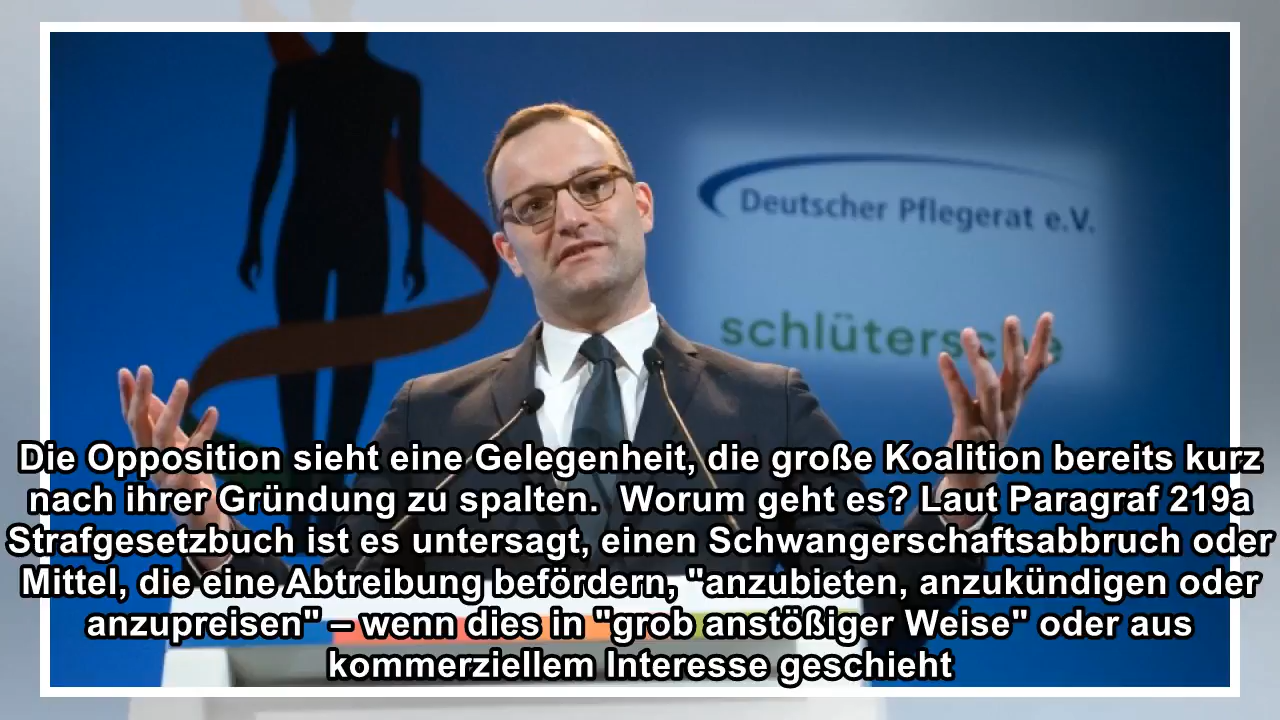 Deutscher Pflegerat e.V.
schlütersche
Die Opposition sieht eine Gelegenheit, die große Koalition bereits kurz
nach ihrer Gründung zu spalten.  Worum geht es? Laut Paragraf 219a
Strafgesetzbuch ist es untersagt, einen Schwangerschaftsabbruch oder
Mittel, die eine Abtreibung befördern, "anzubieten, anzukündigen oder
anzupreisen" – wenn dies in "grob anstößiger Weise" oder aus
kommerziellem Interesse geschieht